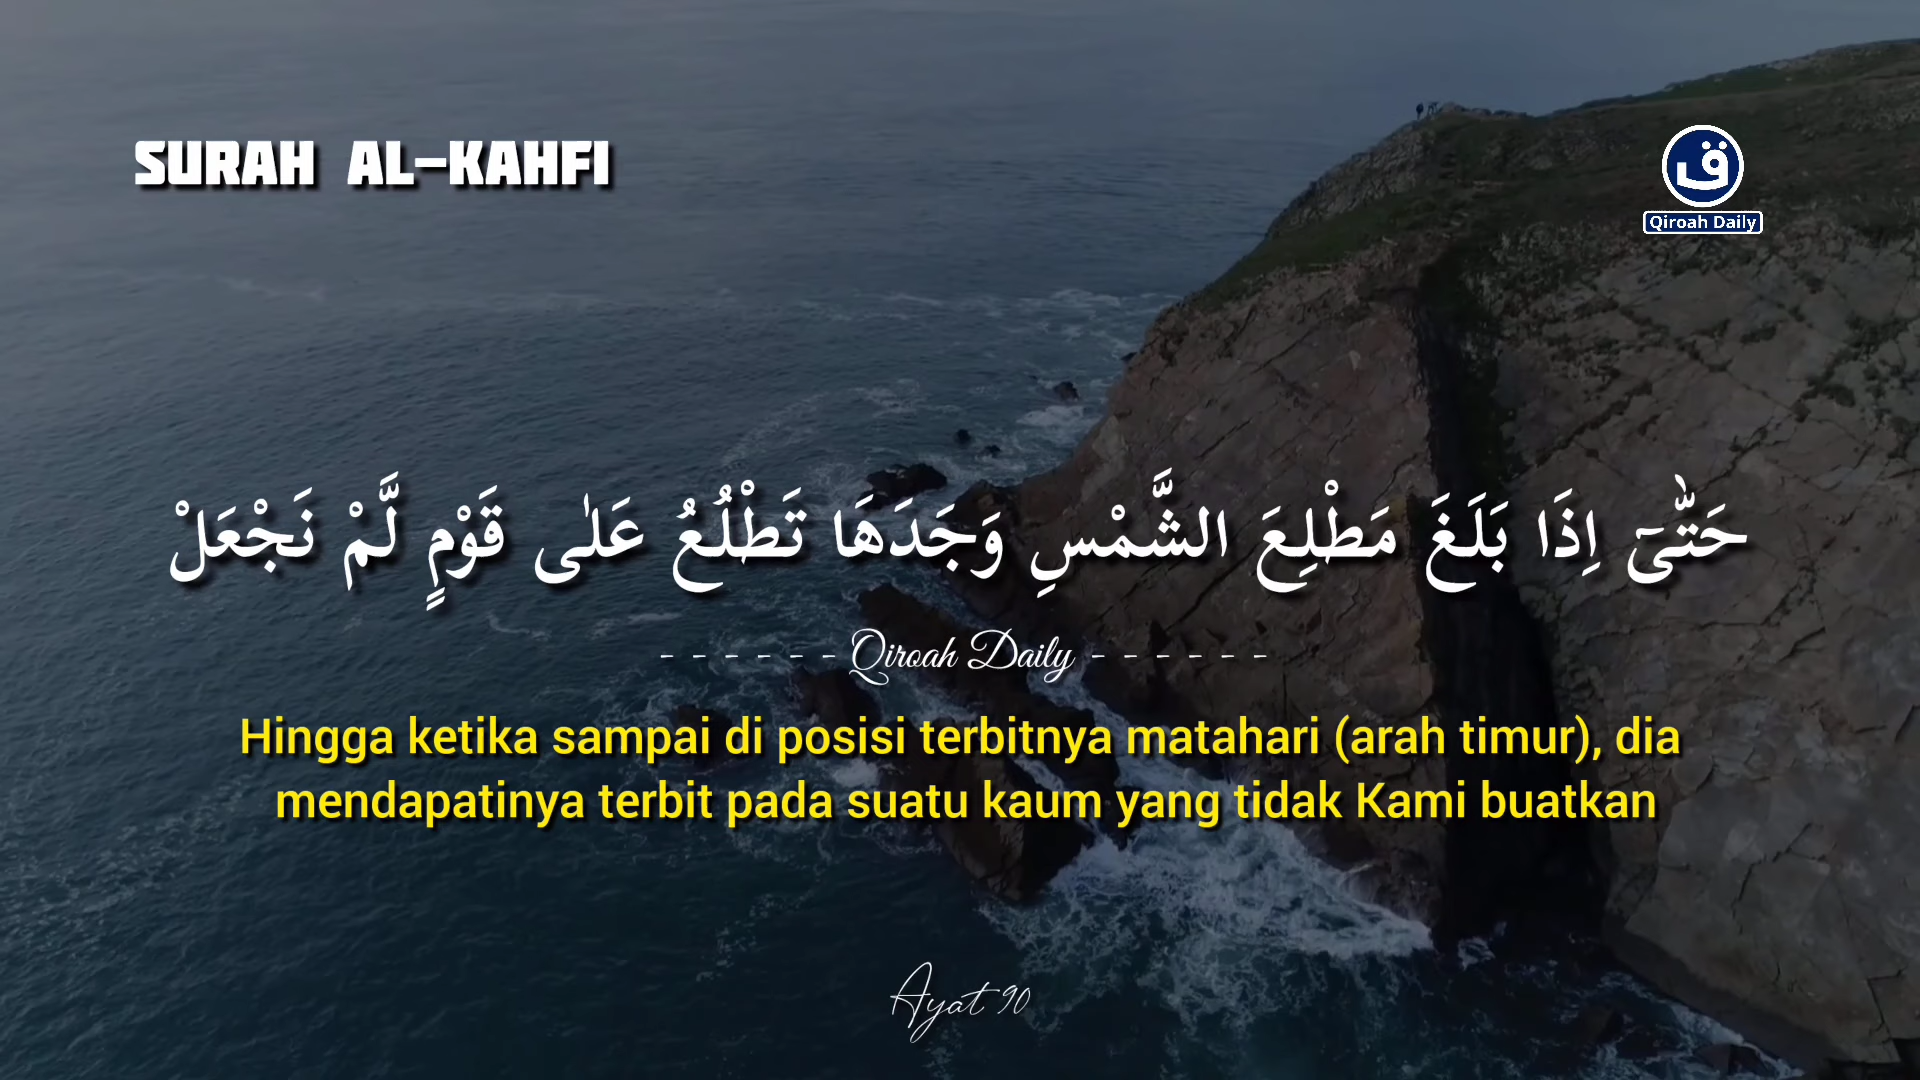 SURAH AL-KAHFI
ق
Qiroah Daily
حَتّٰىٓ اِذَا بَلَغَ مَطْلِعَ الشَّمْسِ وَجَدَهَا تَطْلُعُ عَلٰى قَوْمٍ لَّمْ نَجْعَلْ
- - - - - - Qiroah Daily - - - - - -
Hingga ketika sampai di posisi terbitnya matahari (arah timur), dia
mendapatinya terbit pada suatu kaum yang tidak Kami buatkan
Ayat 90